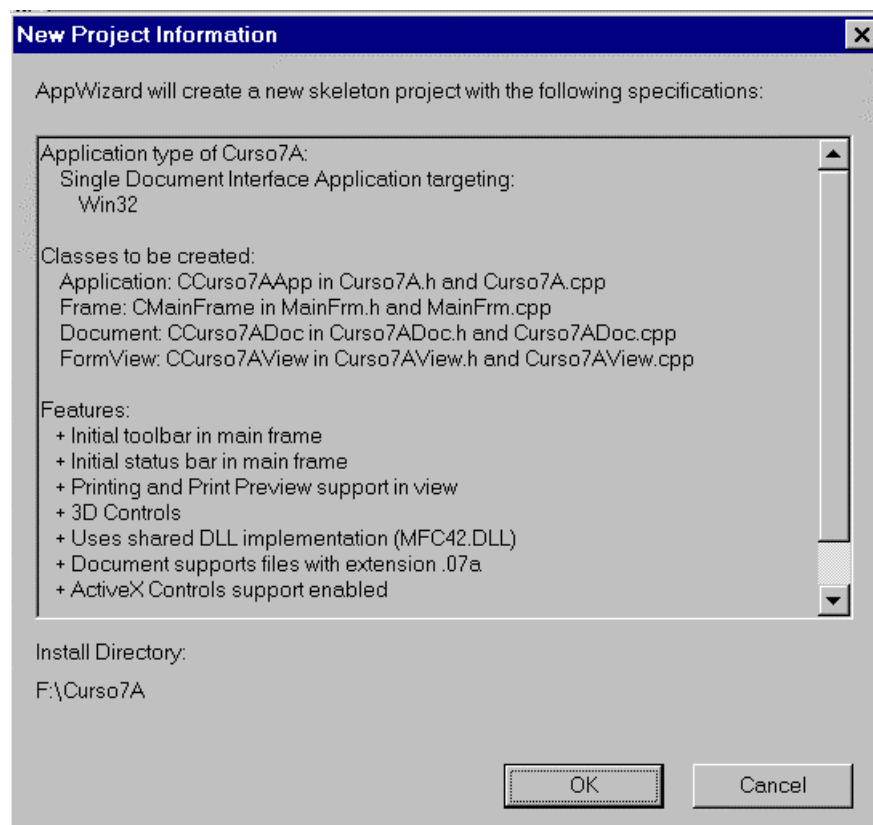 New Project Information
AppWizard will create a new skeleton project with the following specifications:
Application type of Curso7A:
Single Document Interface Application targeting:
Win32
Classes to be created:
Application: CCurso7AApp in Curso7A.h and Curso7A.cpp
Frame: CMainFrame in MainFrm.h and MainFrm.cpp
Document: CCurso7ADoc in Curso7ADoc.h and Curso7ADoc.cpp
FormView: CCurso7AView in Curso7AView.h and Curso7AView.cpp
Features:
+ Initial toolbar in main frame
+ Initial status bar in main frame
+ Printing and Print Preview support in view
+ 3D Controls
+ Uses shared DLL implementation (MFC42.DLL)
+ Document supports files with extension .07a
+ ActiveX Controls support enabled
Install Directory:
F:\Curso7A
OK
Cancel